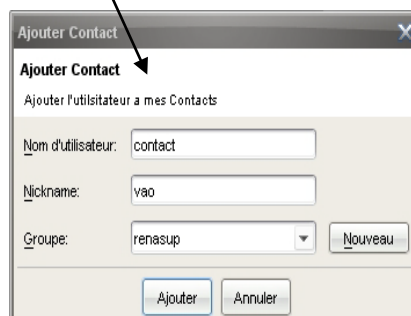 Ajouter Contact
Ajouter Contact
Ajouter l'utilsitateur a mes Contacts
Nom d'utilisateur: contact
Nickname: vao
Groupe: renasup Nouveau
Ajouter Annuler